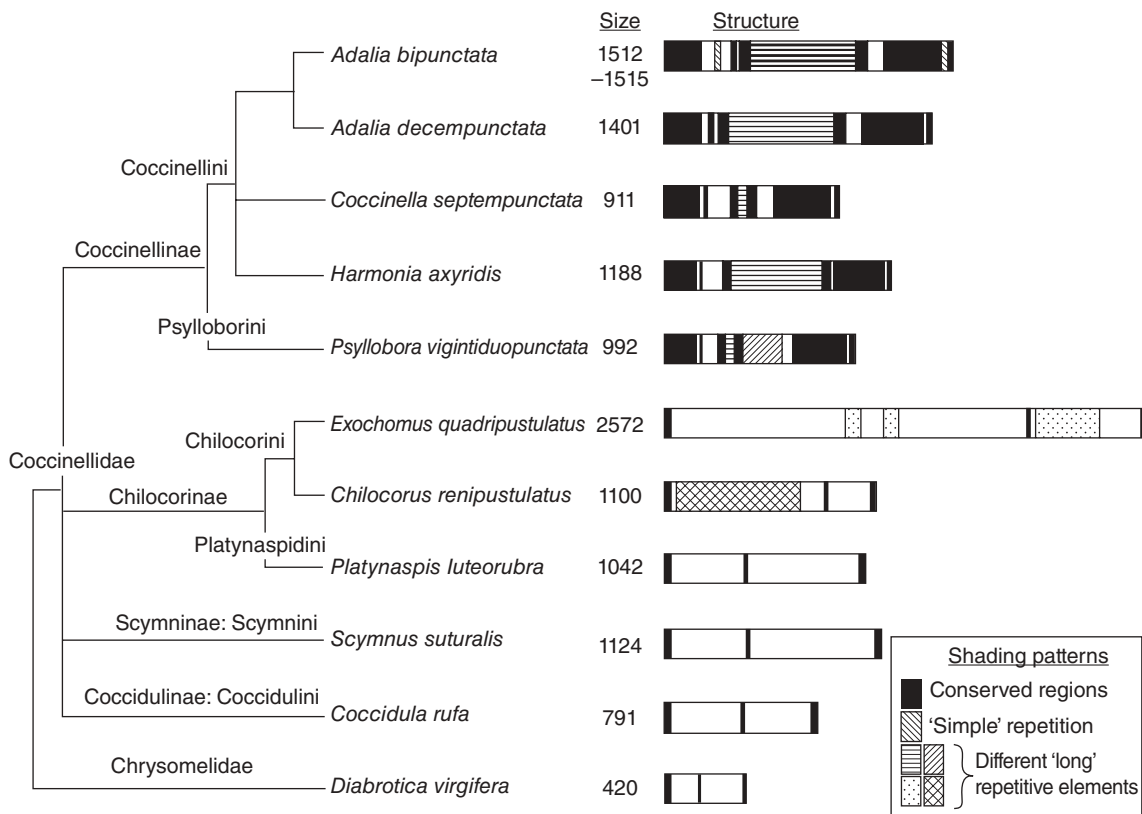 Size Structure
Adalia bipunctata 1512
–1515
Adalia decempunctata 1401
Coccinellini
Coccinella septempunctata 911
Coccinellinae
Harmonia axyridis 1188
Psylloborini
Psyllobora vigintiduopunctata 992
Exochomus quadripustulatus 2572
Chilocorini
Coccinellidae
Chilocorinae
Chilocorus renipustulatus 1100
Platynaspidini
Platynaspis luteorubra 1042
Scymninae: Scymnini
Scymnus suturalis 1124
Coccidulinae: Coccidulini
Coccidula rufa 791
Chrysomelidae
Diabrotica virgifera 420
Shading patterns
Conserved regions
‘Simple’ repetition
Different ‘long’
repetitive elements